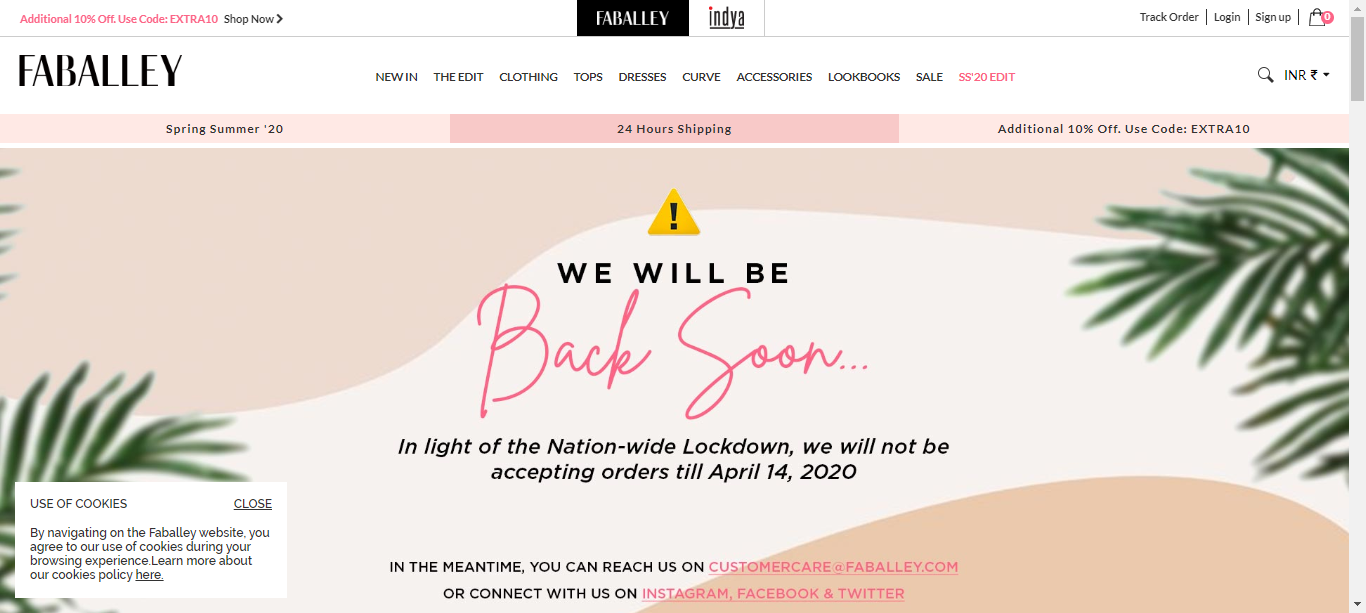 Additional 10% Off. Use Code: EXTRA10 Shop Now
FABALLEY
indya
Track Order
Login
Sign up
0
FABALLEY
NEW IN THE EDIT CLOTHING TOPS DRESSES CURVE ACCESSORIES LOOKBOOKS SALE SS'20 EDIT
INR ₹
Spring Summer '20
24 Hours Shipping
Additional 10% Off. Use Code: EXTRA10
WE WILL BE
Back Soon...
In light of the Nation-wide Lockdown, we will not be
accepting orders till April 14, 2020
IN THE MEANTIME, YOU CAN REACH US ON CUSTOMERCARE@FABALLEY.COM
OR CONNECT WITH US ON INSTAGRAM, FACEBOOK & TWITTER
USE OF COOKIES
CLOSE
By navigating on the Faballey website, you
agree to our use of cookies during your
browsing experience.Learn more about
our cookies policy here.